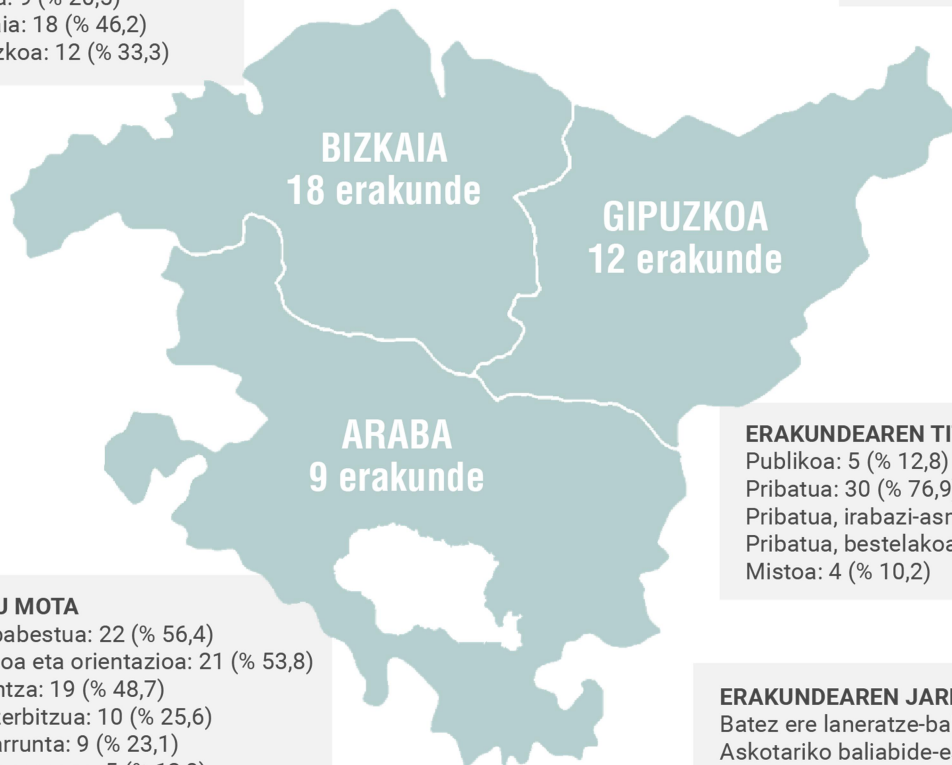 ia: 18 (% 46,2)
zkoa: 12 (% 33,3)
BIZKAIA
18 erakunde
GIPUZKOA
12 erakunde
ARABA
9 erakunde
ERAKUNDEAREN TI
Publikoa: 5 (% 12,8)
Pribatua: 30 (% 76,9
Pribatua, irabazi-asm
Pribatua, bestelakoa
Mistoa: 4 (% 10,2)
U MOTA
babestua: 22 (% 56,4)
oa eta orientazioa: 21 (% 53,8)
ntza: 19 (% 48,7)
erbitzua: 10 (% 25,6)
arrunta: 9 (% 23,1)
ERAKUNDEAREN JARD
Batez ere laneratze-ba
Askotariko baliabide-e